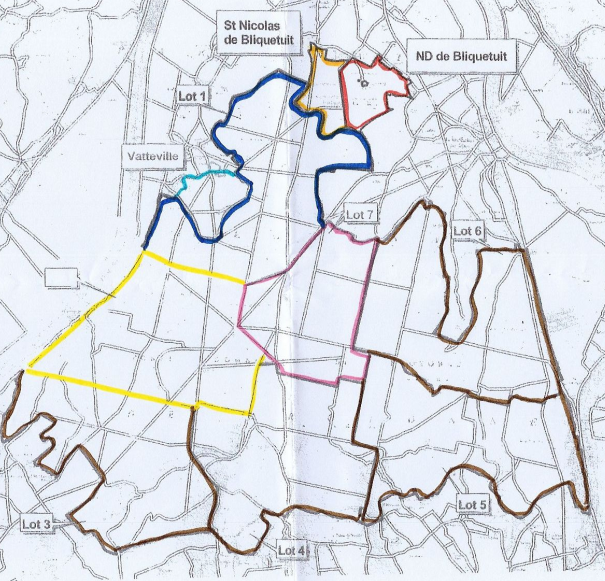 St Nicolas
de Bliquetuit
ND de Bliquetuit
Lot 1
Vatteville
Lot 7
Lot 6
Lot 3
Lot 4
Lot 5